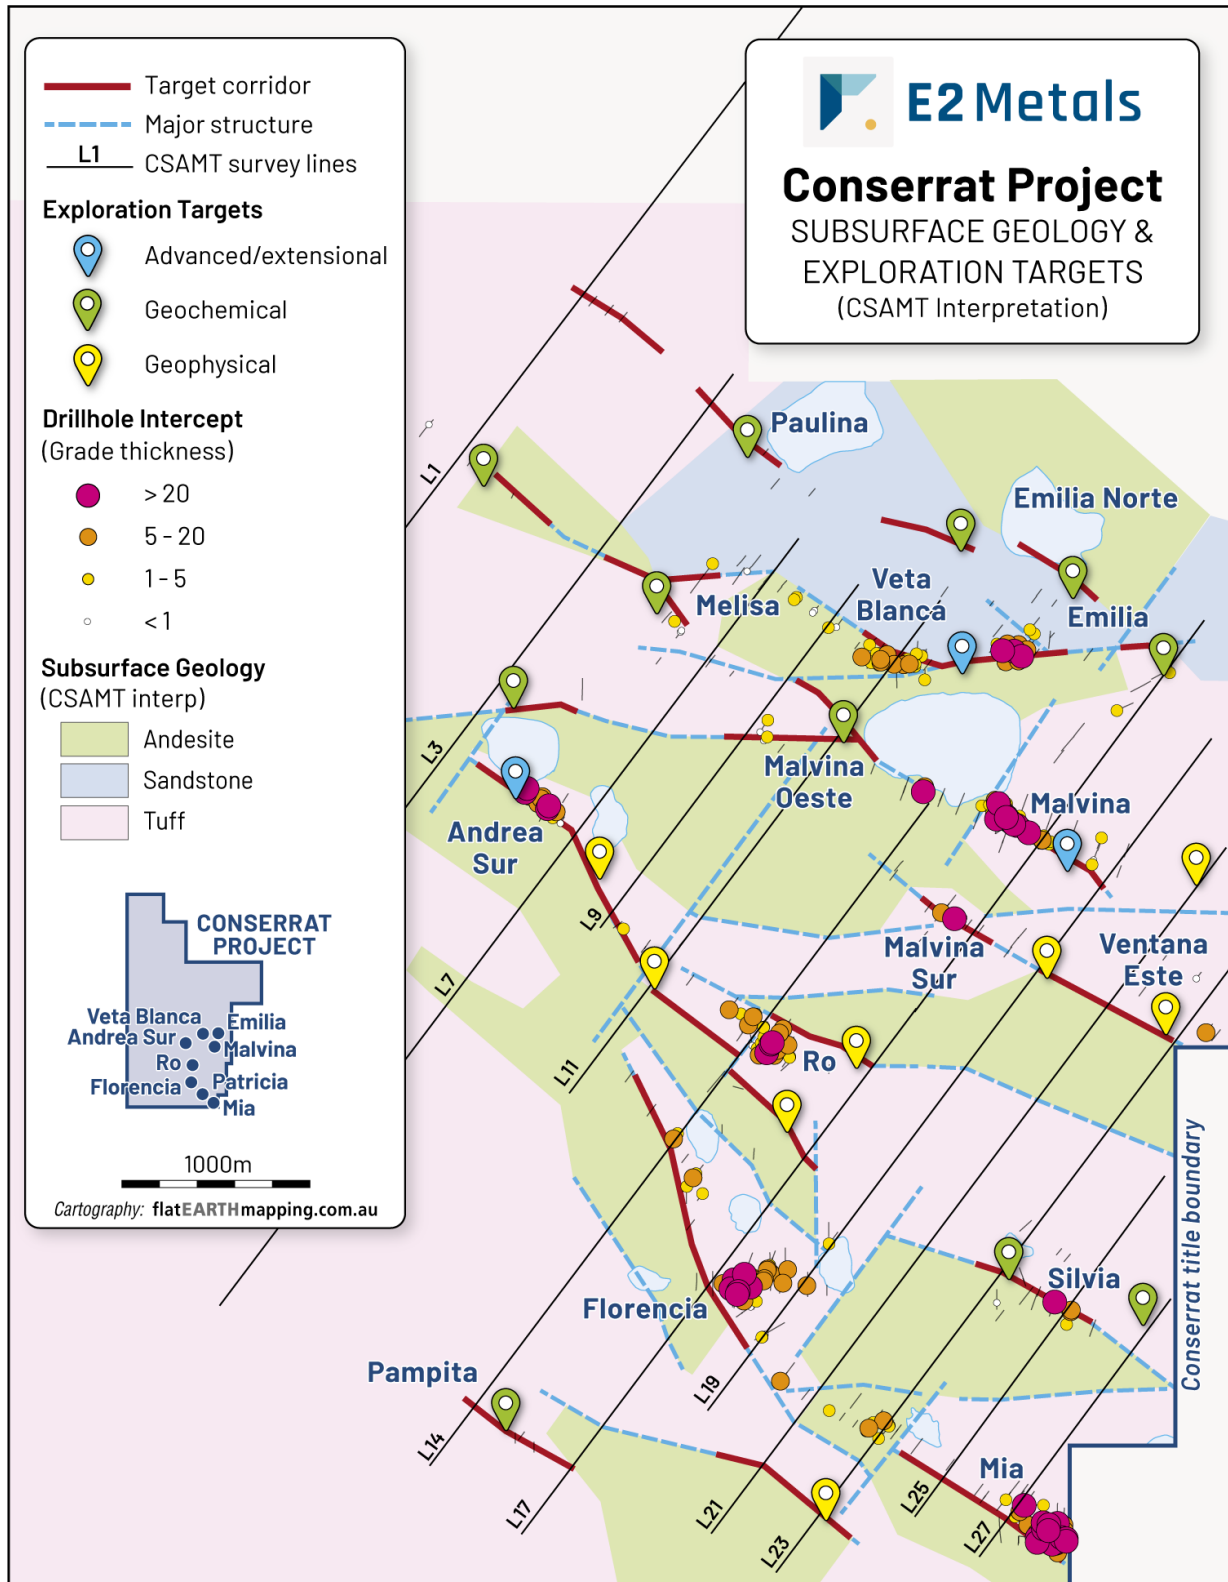 Target corridor
Major structure
L1
CSAMT survey lines
Exploration Targets
Advanced/extensional
Geochemical
Geophysical
Drillhole Intercept
(Grade thickness)
> 20
5 - 20
1 - 5
< 1
Subsurface Geology
(CSAMT interp)
Andesite
Sandstone
Tuff
CONSERRAT
PROJECT
Veta Blanca
Emilia
Andrea Sur
Malvina
Ro
Florencia
Patricia
Mia
1000m
Cartography: flatEARTHmapping.com.au
E2 Metals
Conserrat Project
SUBSURFACE GEOLOGY &
EXPLORATION TARGETS
(CSAMT Interpretation)
Paulina
L1
Emilia Norte
Veta
Blanca
Melisa
Emilia
L3
Malvina
Oeste
Malvina
Andrea
Sur
L9
Malvina
Sur
Ventana
Este
L7
Ro
L11
Conserrat title boundary
Silvia
Florencia
Pampita
L19
L14
Mia
L25
L17
L21
L27
L23